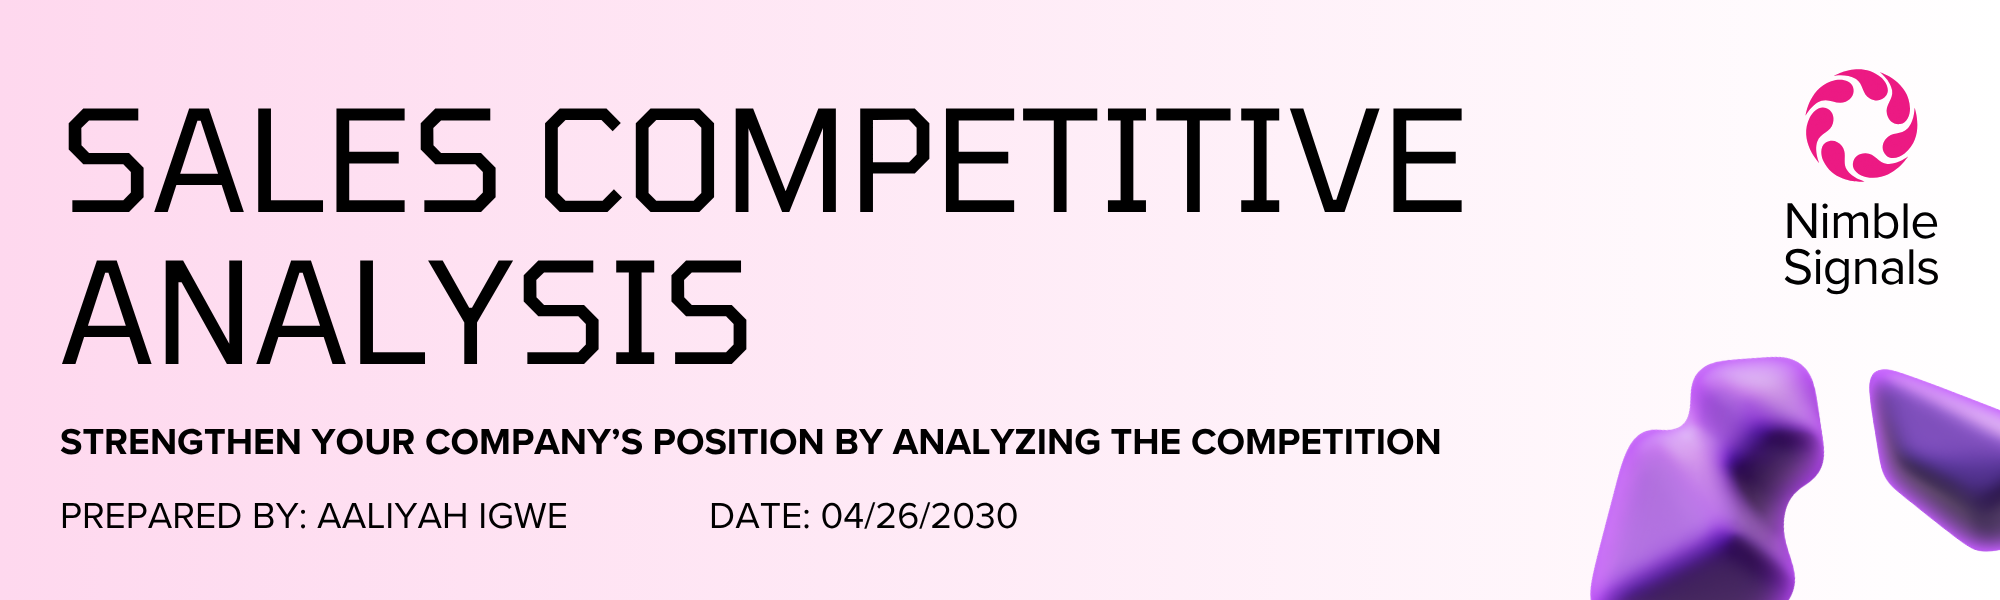 SALES COMPETITIVE
ANALYSIS
STRENGTHEN YOUR COMPANY’S POSITION BY ANALYZING THE COMPETITION
PREPARED BY: AALIYAH IGWE
DATE: 04/26/2030
Nimble
Signals